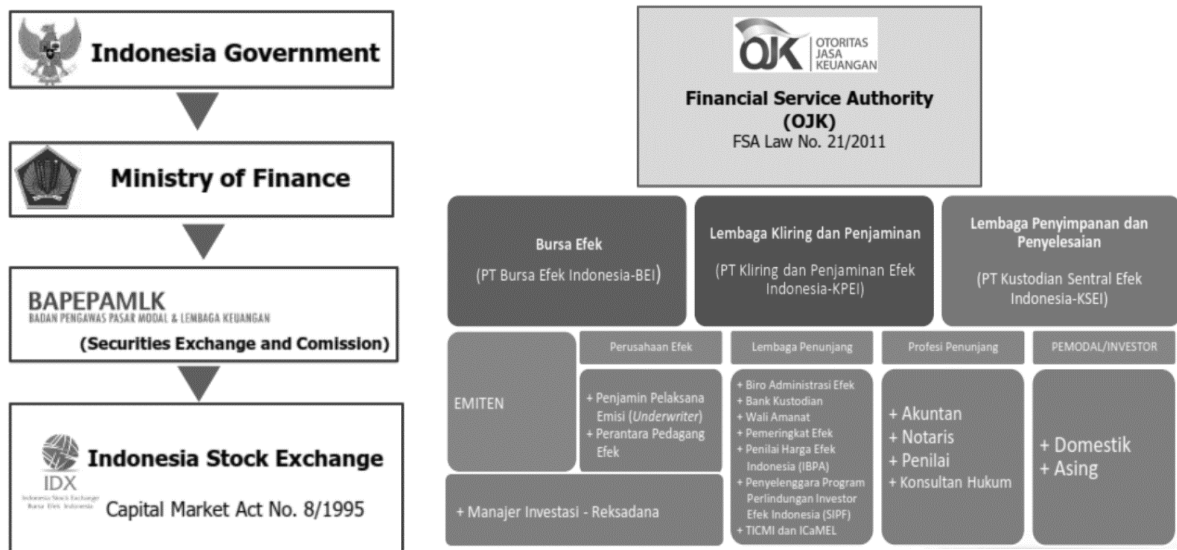 Indonesia Government
Ministry of Finance
BAPEPAMLK
BADAN PENGAWAS PASAR MODAL & LEMBAGA KEUANGAN
(Securities Exchange and Comission)
IDX
Indonesia Stock Exchange
Bursa Efek Indonesia
Indonesia Stock Exchange
Capital Market Act No. 8/1995
OJK
OTORITAS
JASA
KEUANGAN
Financial Service Authority
(OJK)
FSA Law No. 21/2011
Bursa Efek
(PT Bursa Efek Indonesia-BEI)
Lembaga Kliring dan Penjaminan
(PT Kliring dan Penjaminan Efek
Indonesia-KPEI)
Lembaga Penyimpanan dan
Penyelesaian
(PT Kustodian Sentral Efek
Indonesia-KSEI)
EMITEN
Perusahaan Efek
+ Penjamin Pelaksana
Emisi (Underwriter)
+ Perantara Pedagang
Efek
+ Manajer Investasi - Reksadana
Lembaga Penunjang
+ Biro Administrasi Efek
+ Bank Kustodian
+ Wali Amanat
+ Pemeringkat Efek
+ Penilai Harga Efek
Indonesia (IBPA)
+ Penyelenggara Program
Perlindungan Investor
Efek Indonesia (SIPF)
+ TICMI dan ICaMEL
Profesi Penunjang
+ Akuntan
+ Notaris
+ Penilai
+ Konsultan Hukum
PEMODAL/INVESTOR
+ Domestik
+ Asing